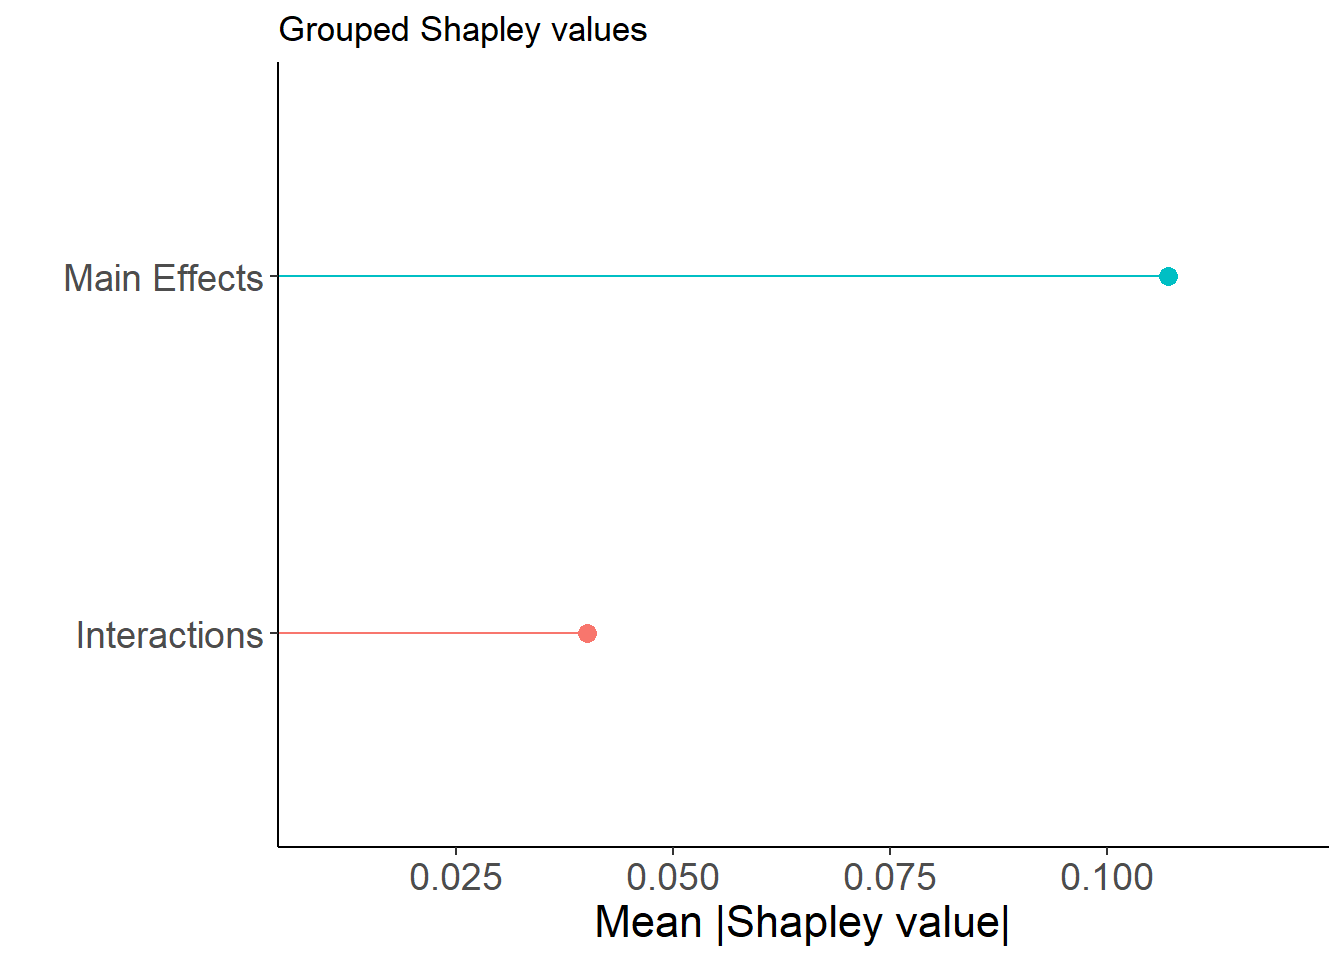 Grouped Shapley values
Main Effects
Interactions
0.025 0.050 0.075 0.100
Mean |Shapley value|